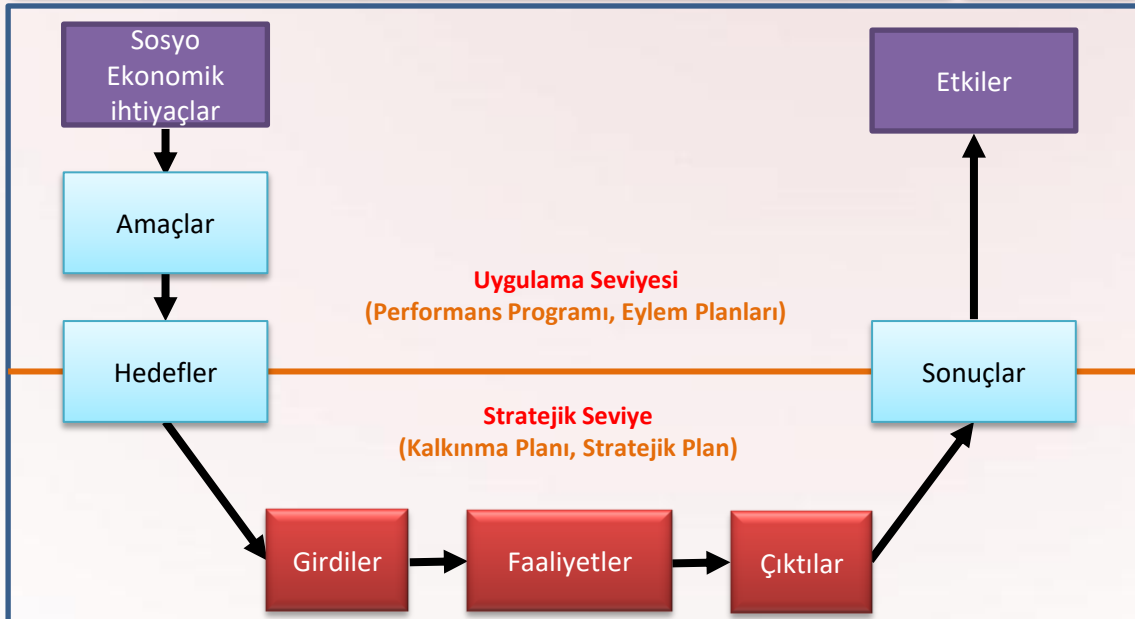 Sosyo
Ekonomik
ihtiyaçlar
Etkiler
Amaçlar
Uygulama Seviyesi
(Performans Programı, Eylem Planları)
Hedefler
Sonuçlar
Stratejik Seviye
(Kalkınma Planı, Stratejik Plan)
Girdiler
Faaliyetler
Çıktılar